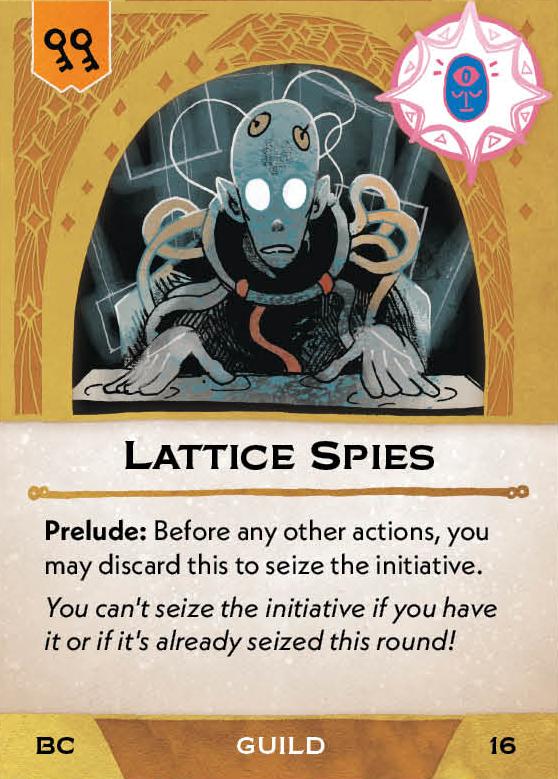 LATTICE SPIES
Prelude: Before any other actions, you
may discard this to seize the initiative.
You can't seize the initiative if you have
it or if it's already seized this round!
BC GUILD 16